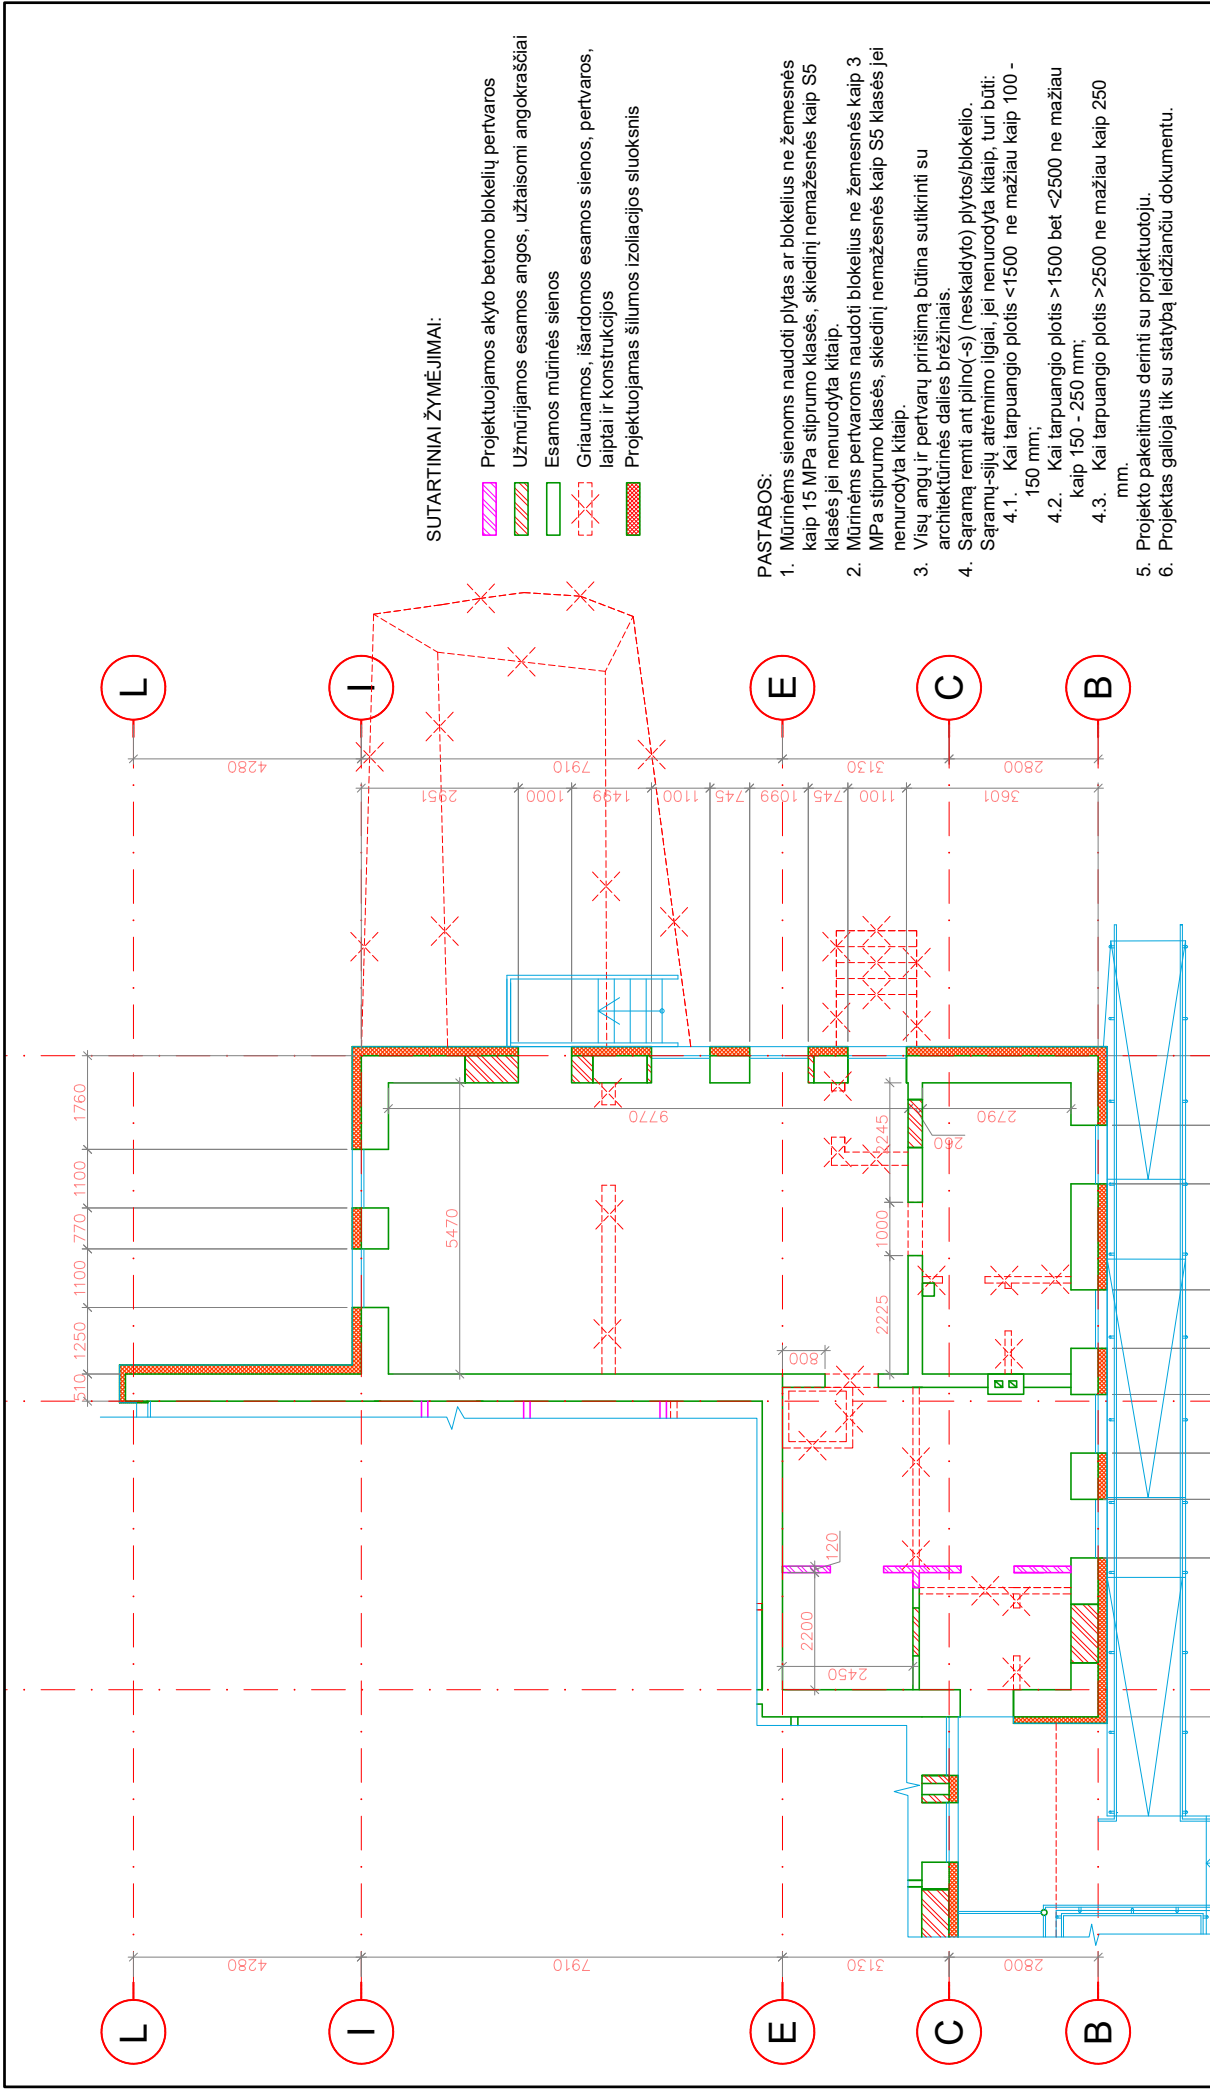 SUTARTINIAI ŽYMĖJIMAI:
Projektuojamos akyto betono blokelių pertvaros
Užmūrijamos esamos angos, užtaisomi angokraščiai
Esamos mūrinės sienos
Griaunamos, išardomos esamos sienos, pertvaros,
laiptai ir konstrukcijos
Projektuojamas šilumos izoliacijos sluoksnis
PASTABOS:
1. Mūrinėms sienoms naudoti plytas ar blokelius ne žemesnės
kaip 15 MPa stiprumo klasės, skiedinį nemažesnės kaip S5
klasės jei nenurodyta kitaip.
2. Mūrinėms pertvaroms naudoti blokelius ne žemesnės kaip 3
MPa stiprumo klasės, skiedinį nemažesnės kaip S5 klasės jei
nenurodyta kitaip.
3. Visų angų ir pertvarų pririšimą būtina sutikrinti su
architektūrinės dalies brėžiniais.
4. Sąramą remti ant pilno(-s) (neskaldyto) plytos/blokelio.
Sąramų-sijų atrėmimo ilgiai, jei nenurodyta kitaip, turi būti:
4.1. Kai tarpuangio plotis <1500 ne mažiau kaip 100 -
150 mm;
4.2. Kai tarpuangio plotis >1500 bet <2500 ne mažiau
kaip 150 - 250 mm;
4.3. Kai tarpuangio plotis >2500 ne mažiau kaip 250
mm.
5. Projekto pakeitimus derinti su projektuotoju.
6. Projektas galioja tik su statybą leidžiančiu dokumentu.
L
I
E
C
B
4280
7910
3130
2800
2951
1000
1499
1100
745
1099
745
1100
3601
510
1250
1100
770
1100
1760
5470
9770
2245
260
2790
1000
2225
800
120
2200
2450
4280
7910
3130
2800
L
I
E
C
B